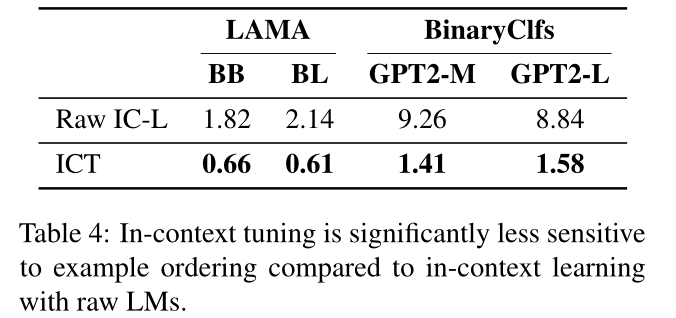 LAMA BinaryClfs
BB BL GPT2-M GPT2-L
Raw IC-L 1.82 2.14 9.26 8.84
ICT 0.66 0.61 1.41 1.58
Table 4: In-context tuning is significantly less sensitive
to example ordering compared to in-context learning
with raw LMs.